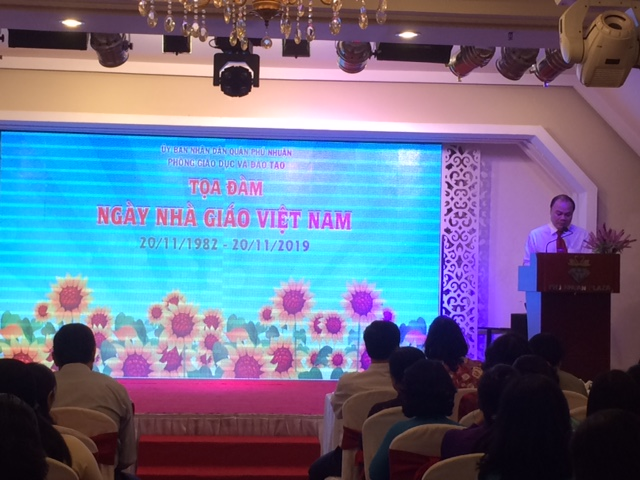 ỦY BAN NHÂN DÂN QUẬN PHÚ NHUẬN
PHÒNG GIÁO DỤC VÀ ĐÀO TẠO
TỌA ĐÀM
NGÀY NHÀ GIÁO VIỆT NAM
20/11/1982 - 20/11/2019